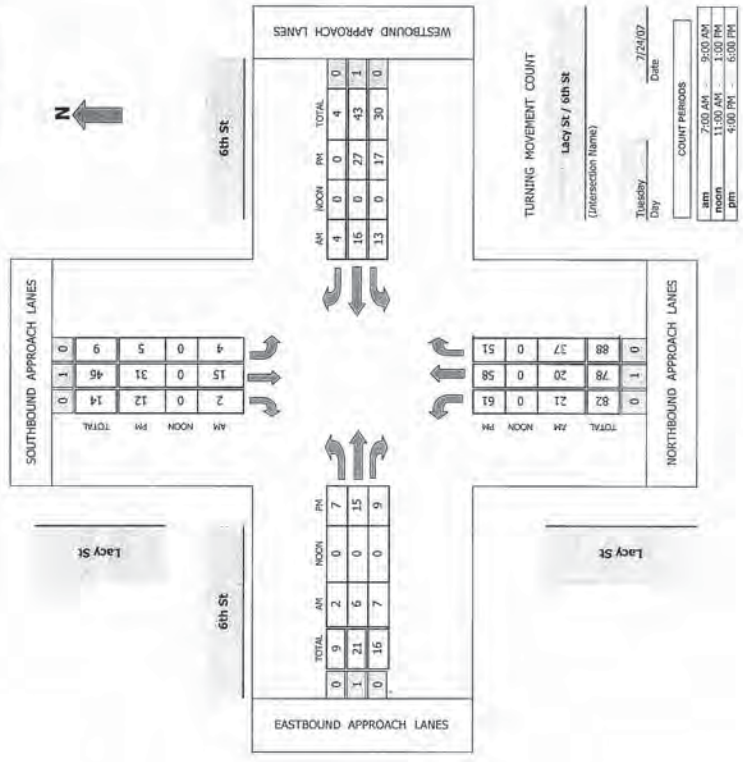 N
SOUTHBOUND APPROACH LANES
0 1 0
14 46 9 TOTAL
12 31 5 PM
0 0 0 NOON
2 15 4 AM
Lacy St
6th St
6th St
WESTBOUND APPROACH LANES
AM NOON PM TOTAL
4 0 0 4 0
16 0 27 43 1
13 0 17 30 0
EASTBOUND APPROACH LANES
TOTAL AM NOON PM
0 9 2 0 7
1 21 6 0 15
0 16 7 0 9
61 58 51 PM
0 0 0 NOON
21 20 37 AM
82 78 88 TOTAL
0 1 0
NORTHBOUND APPROACH LANES
Lacy St
TURNING MOVEMENT COUNT
Lacy St / 6th St
(Intersection Name)
Tuesday 7/24/07
Day Date
COUNT PERIODS
am 7:00 AM - 9:00 AM
noon 11:00 AM - 1:00 PM
pm 4:00 PM - 6:00 PM